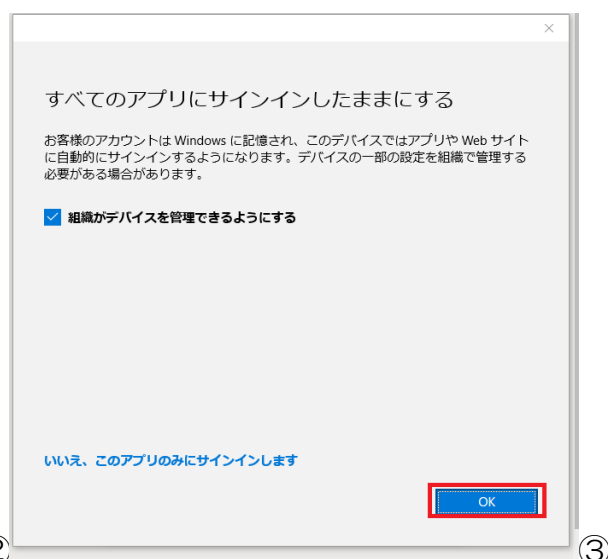 すべてのアプリにサインインしたままにする
お客様のアカウントは Windows に記憶され、このデバイスではアプリや Web サイト
に自動的にサインインするようになります。デバイスの一部の設定を組織で管理する
必要がある場合があります。
組織がデバイスを管理できるようにする
いいえ、このアプリのみにサインインします
OK
③